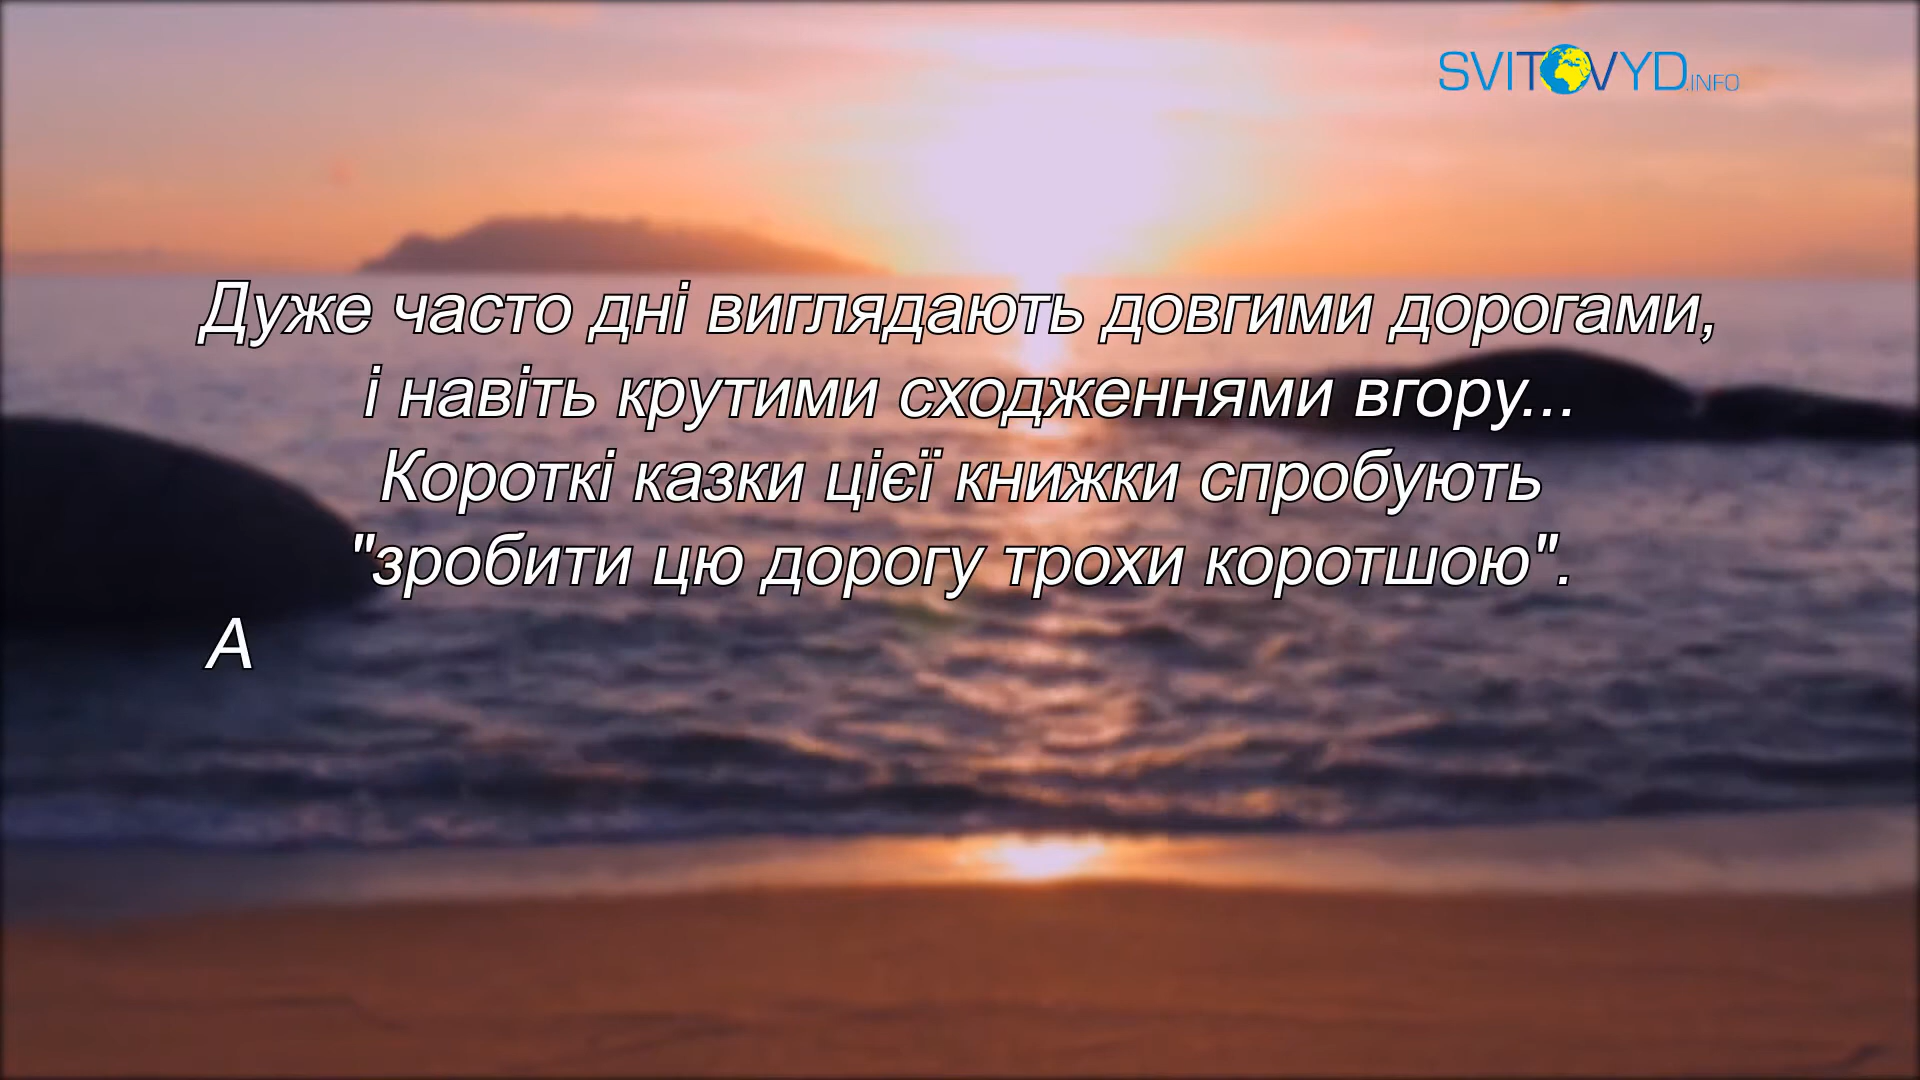 SVITOVYD.INFO
Дуже часто дні виглядають довгими дорогами,
і навіть крутими сходженнями вгору...
Короткі казки цієї книжки спробують
"зробити цю дорогу трохи коротшою".
А